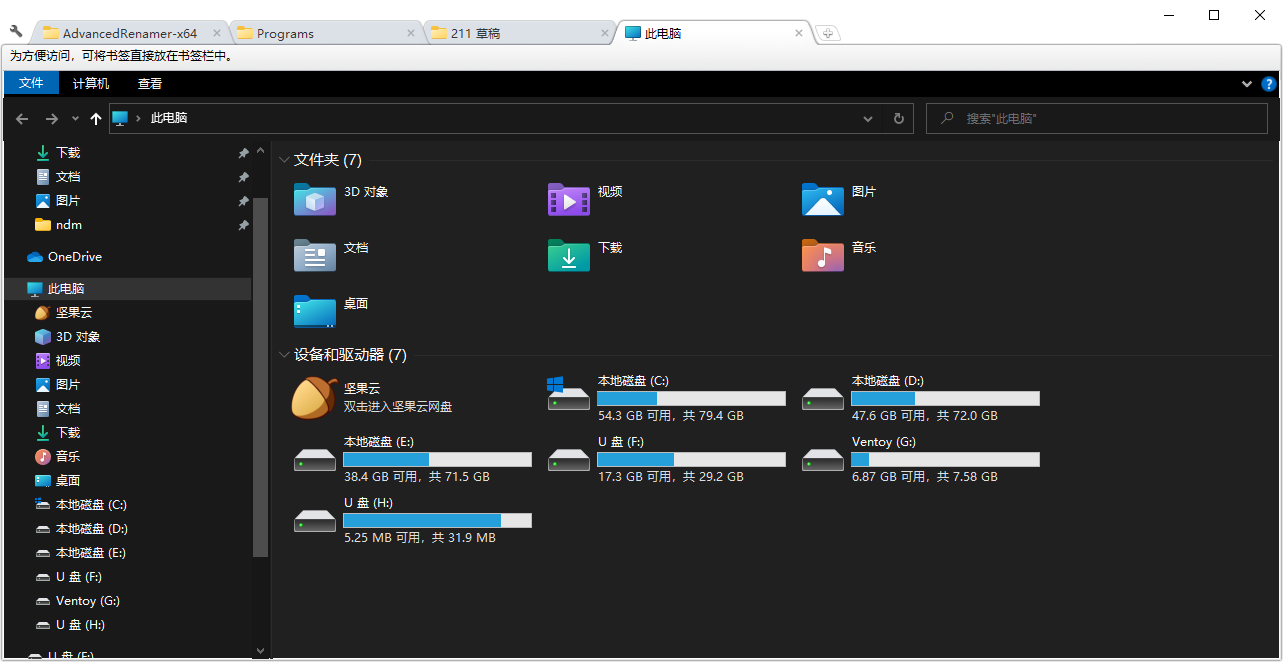 AdvancedRenamer-x64
Programs
211 草稿
此电脑
为方便访问，可将书签直接放在书签栏中。
文件 计算机 查看
?
此电脑
搜索"此电脑"
下载
文档
图片
ndm
OneDrive
此电脑
坚果云
3D 对象
视频
图片
文档
下载
音乐
桌面
本地磁盘 (C:)
本地磁盘 (D:)
本地磁盘 (E:)
U 盘 (F:)
Ventoy (G:)
U 盘 (H:)
U 盘 (F:)
文件夹 (7)
3D 对象
视频
图片
文档
下载
音乐
桌面
设备和驱动器 (7)
坚果云
双击进入坚果云网盘
本地磁盘 (C:)
54.3 GB 可用，共 79.4 GB
本地磁盘 (D:)
47.6 GB 可用，共 72.0 GB
本地磁盘 (E:)
38.4 GB 可用，共 71.5 GB
U 盘 (F:)
17.3 GB 可用，共 29.2 GB
Ventoy (G:)
6.87 GB 可用，共 7.58 GB
U 盘 (H:)
5.25 MB 可用，共 31.9 MB